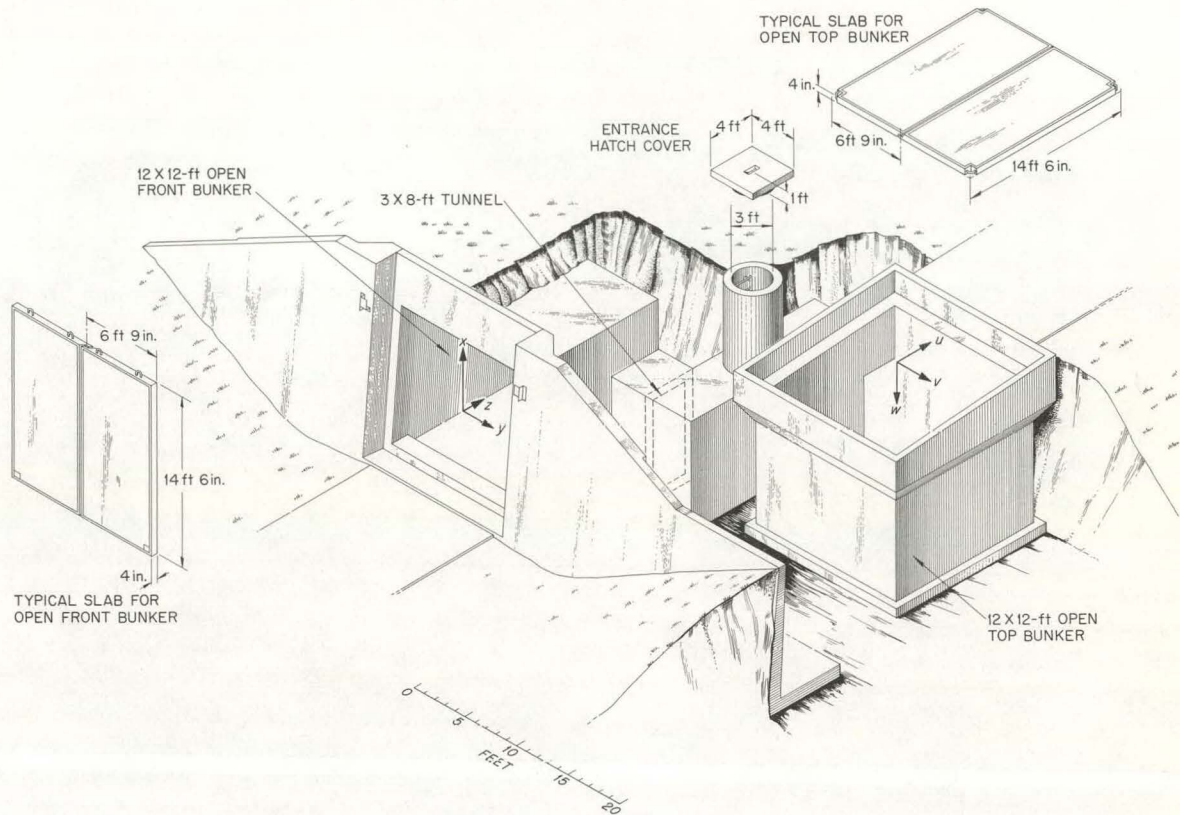 TYPICAL SLAB FOR
OPEN TOP BUNKER
4 in.
6 ft 9 in.
14 ft 6 in.
ENTRANCE
HATCH COVER
4 ft
4 ft
1 ft
3 ft
12 X 12-ft OPEN
FRONT BUNKER
3 X 8-ft TUNNEL
x
z
y
u
v
w
6 ft 9 in.
14 ft 6 in.
4 in.
TYPICAL SLAB FOR
OPEN FRONT BUNKER
12 X 12-ft OPEN
TOP BUNKER
0
5
10
15
20
FEET